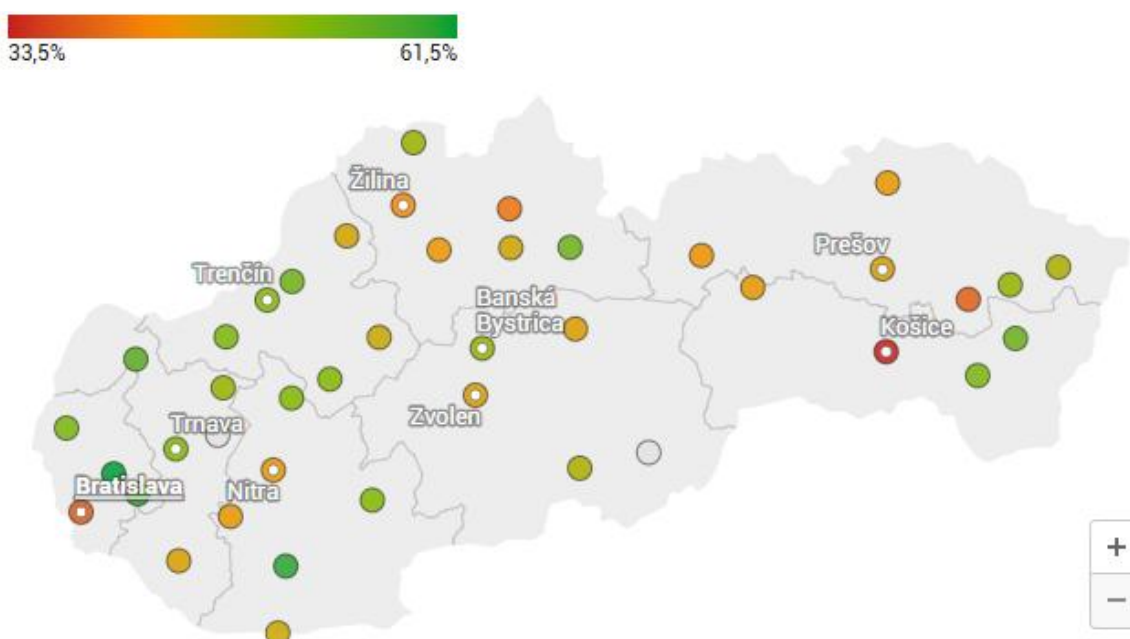 33,5%
61,5%
Žilina
Trenčín
Prešov
Banská
Bystrica
Košice
Zvolen
Trnava
Bratislava
Nitra
+
−